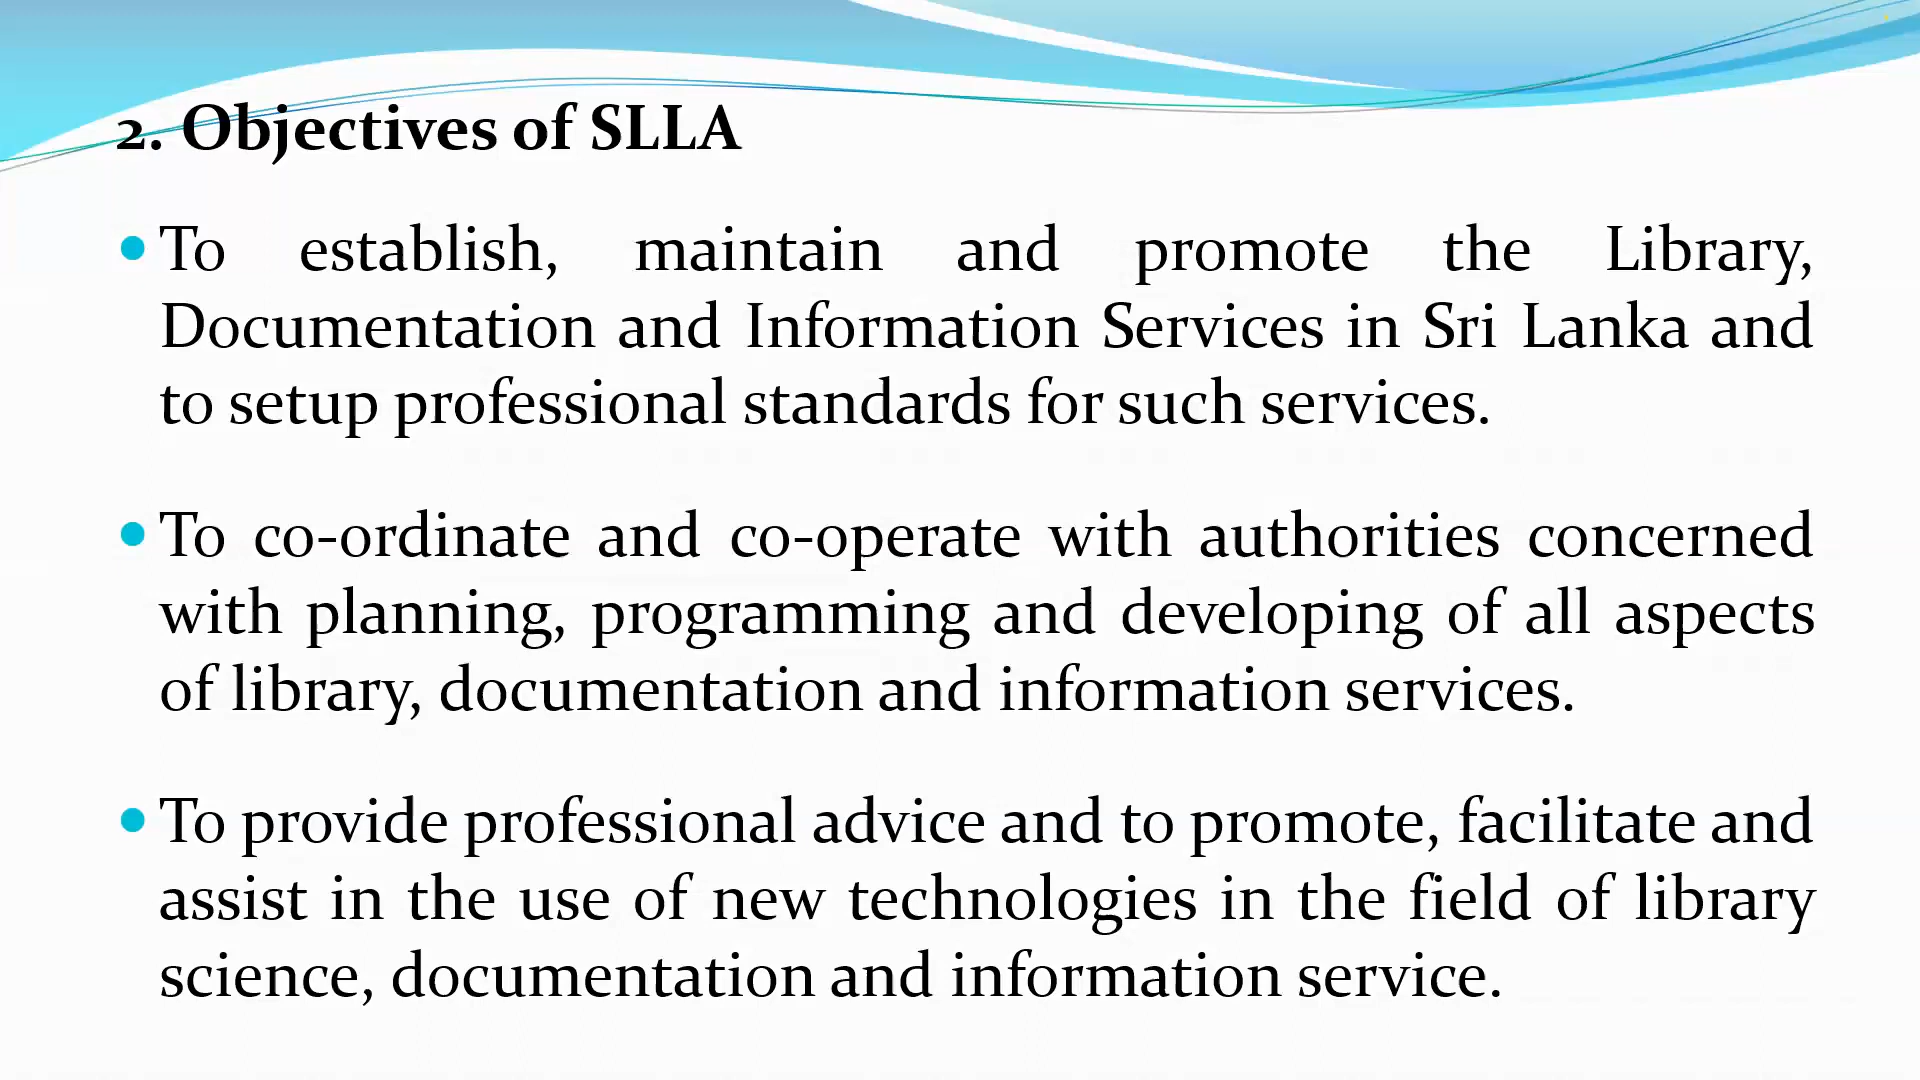 2. Objectives of SLLA
• To establish, maintain and promote the Library,
Documentation and Information Services in Sri Lanka and
to setup professional standards for such services.
• To co-ordinate and co-operate with authorities concerned
with planning, programming and developing of all aspects
of library, documentation and information services.
• To provide professional advice and to promote, facilitate and
assist in the use of new technologies in the field of library
science, documentation and information service.